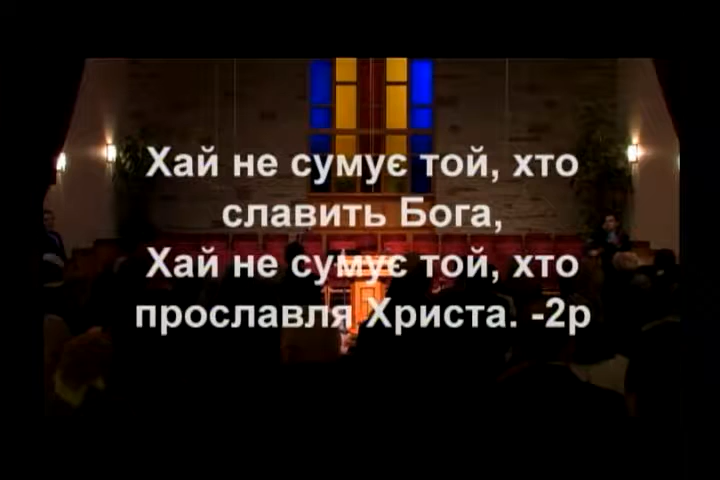 Хай не сумує той, хто
славить Бога,
Хай не сумує той, хто
прославля Христа. -2р